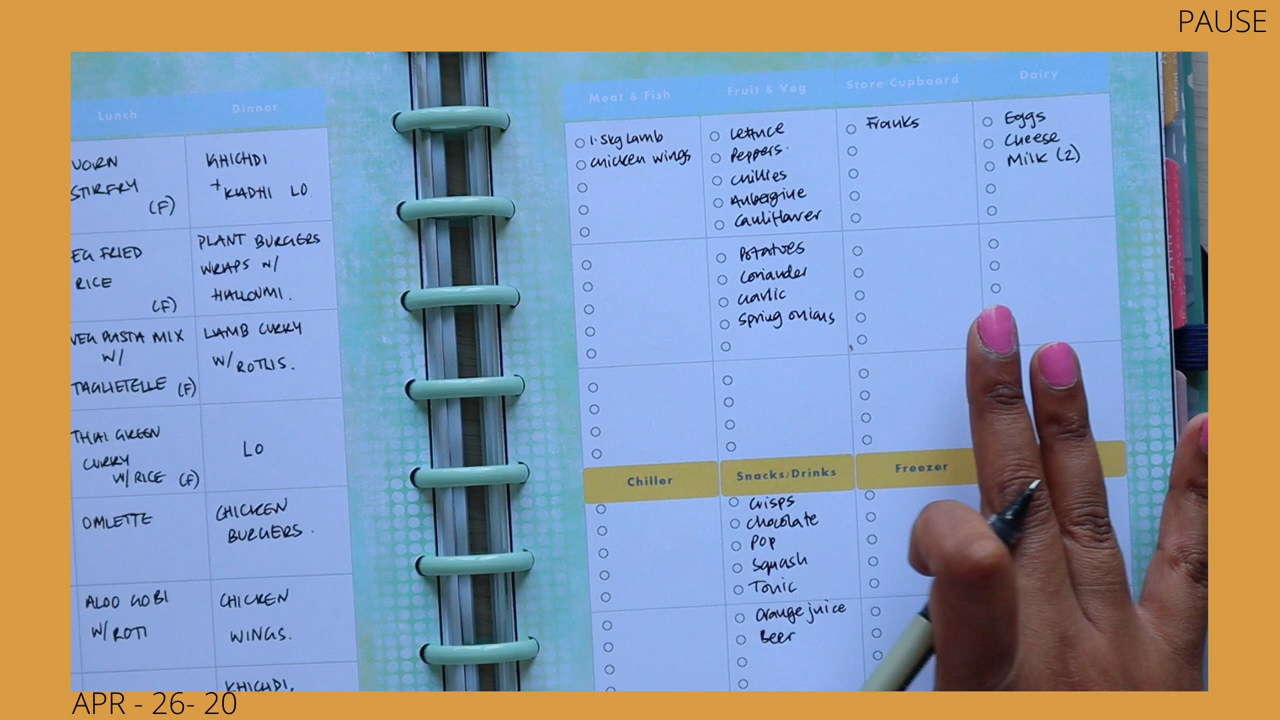 PAUSE
Lunch
Dinner
STIRFRY
(F)
KHICHDI
+ KADHI LO.
EG FRIED
RICE
(F)
PLANT BURGERS
WRAPS W/
HALLOUMI.
VEG PASTA MIX
W/
TAGLIETELLE (F)
LAMB CURRY
W/ ROTLIS.
THAI GREEN
CURRY
W/ RICE (F)
LO
OMLETTE
CHICKEN
BURGERS.
ALOO GOBI
W/ ROTI
CHICKEN
WINGS.
KHICHDI.
Meat & Fish
1.5kg Lamb
chicken wings
Fruit & Veg
Lettuce
Peppers.
chillies
Aubergine
Cauliflower
Potatoes
Coriander
Garlic
Spring onions
Store Cupboard
Franks
Dairy
Eggs
Cheese
Milk (2)
Chiller
Snacks/Drinks
Crisps
Chocolate
Pop
Squash
Tonic
Orange juice
Beer
Freezer
APR - 26- 20